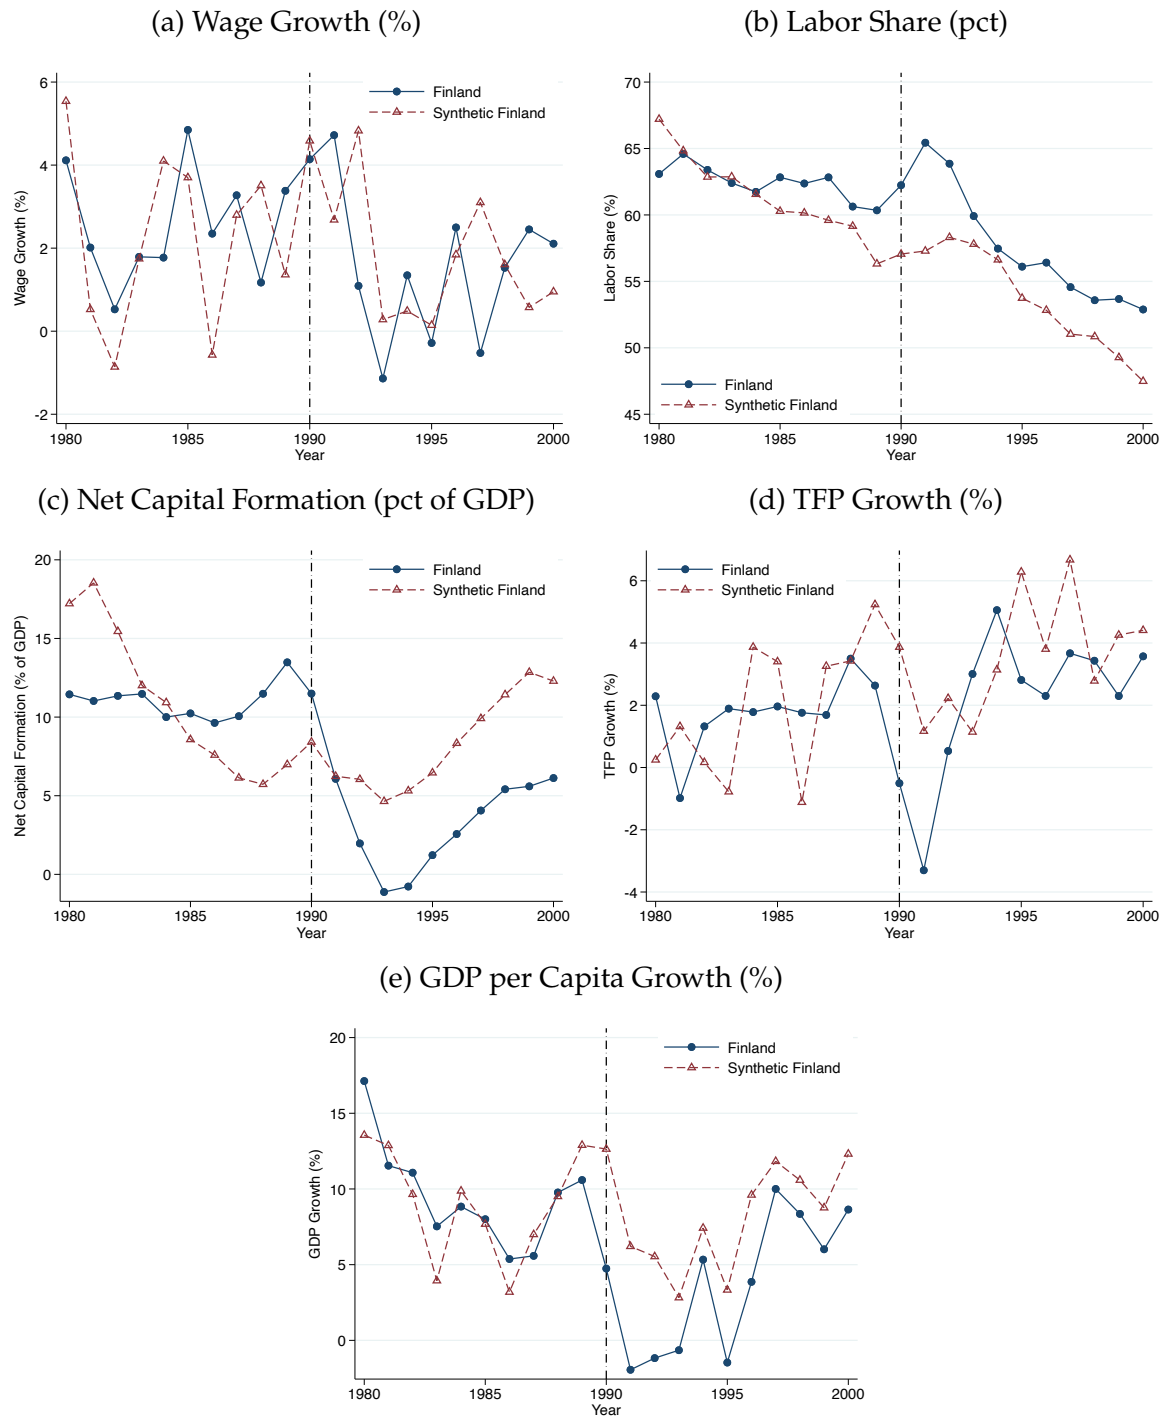 (a) Wage Growth (%)
6
4
2
0
-2
Wage Growth (%)
1980 1985 1990 1995 2000
Year
Finland
Synthetic Finland
(b) Labor Share (pct)
70
65
60
55
50
45
Labor Share (%)
1980 1985 1990 1995 2000
Year
Finland
Synthetic Finland
(c) Net Capital Formation (pct of GDP)
20
15
10
5
0
Net Capital Formation (% of GDP)
1980 1985 1990 1995 2000
Year
Finland
Synthetic Finland
(d) TFP Growth (%)
6
4
2
0
-2
-4
TFP Growth (%)
1980 1985 1990 1995 2000
Year
Finland
Synthetic Finland
(e) GDP per Capita Growth (%)
20
15
10
5
0
GDP Growth (%)
1980 1985 1990 1995 2000
Year
Finland
Synthetic Finland